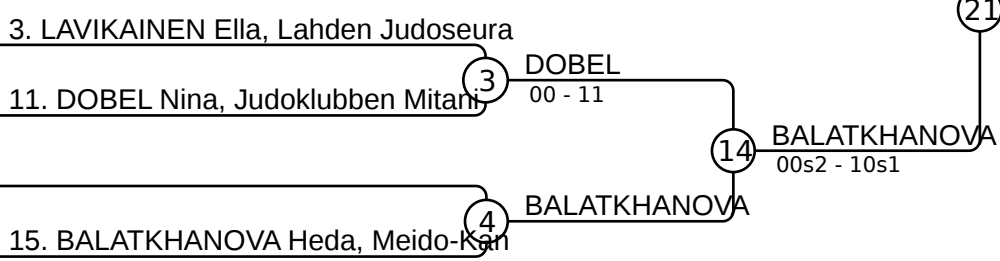 3. LAVIKAINEN Ella, Lahden Judoseura
11. DOBEL Nina, Judoklubben Mitani
15. BALATKHANOVA Heda, Meido-Kan
3
4
DOBEL
00 - 11
BALATKHANOVA
14
BALATKHANOVA
00s2 - 10s1
21